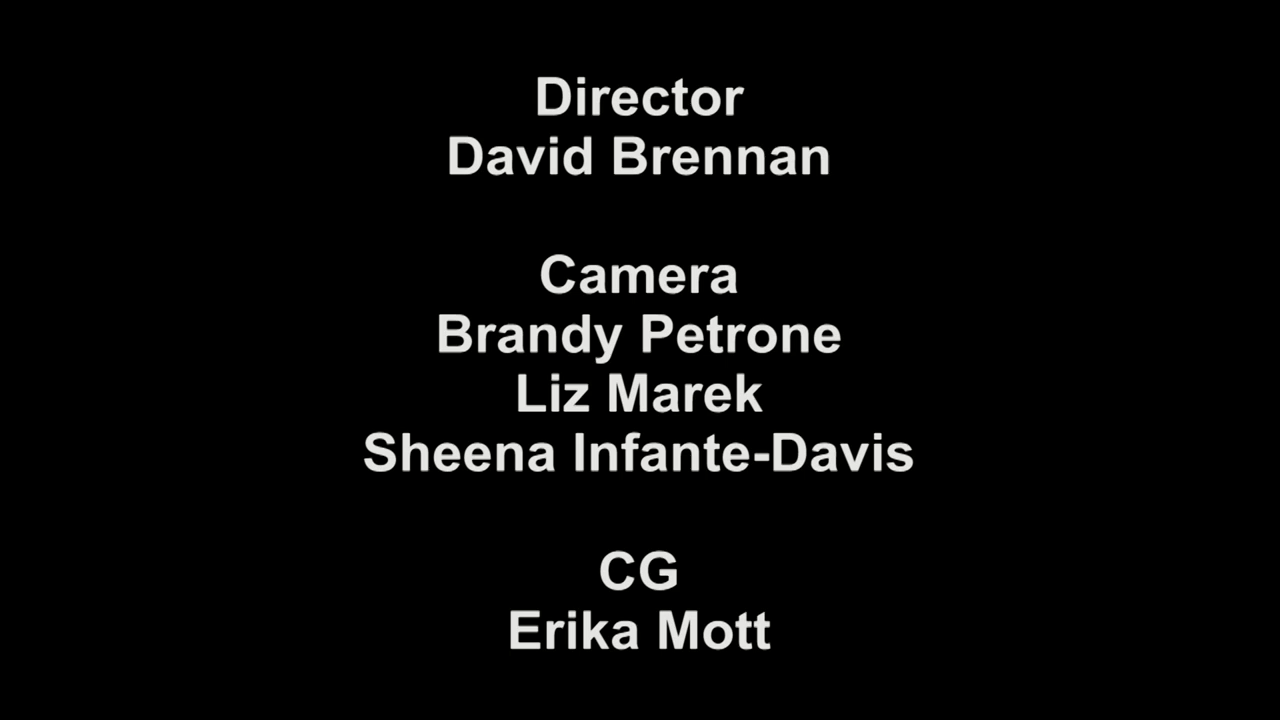 Director
David Brennan
Camera
Brandy Petrone
Liz Marek
Sheena Infante-Davis
CG
Erika Mott